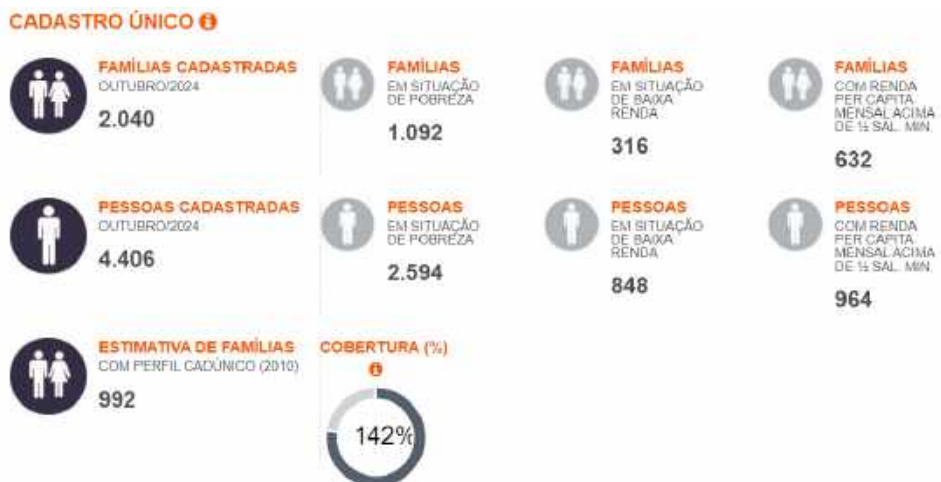 CADASTRO ÚNICO
FAMÍLIAS CADASTRADAS
OUTUBRO/2024
2.040
FAMÍLIAS
EM SITUAÇÃO
DE POBREZA
1.092
FAMÍLIAS
EM SITUAÇÃO
DE BAIXA
RENDA
316
FAMÍLIAS
COM RENDA
PER CAPITA
MENSAL ACIMA
DE ½ SAL. MIN.
632
PESSOAS CADASTRADAS
OUTUBRO/2024
4.406
PESSOAS
EM SITUAÇÃO
DE POBREZA
2.594
PESSOAS
EM SITUAÇÃO
DE BAIXA
RENDA
848
PESSOAS
COM RENDA
PER CAPITA
MENSAL ACIMA
DE ½ SAL. MIN.
964
ESTIMATIVA DE FAMÍLIAS
COM PERFIL CADÚNICO (2010)
992
COBERTURA (%)
142%